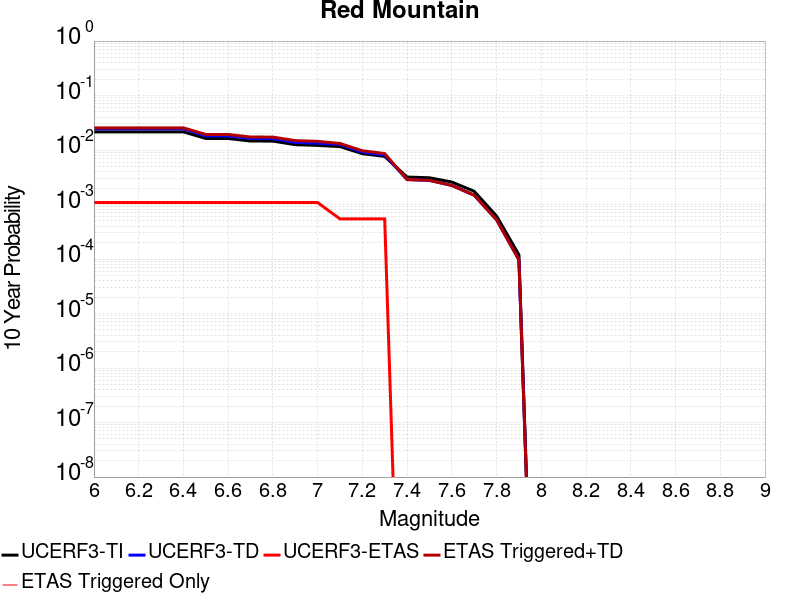 Red Mountain
10^0
10^-1
10^-2
10^-3
10^-4
10^-5
10^-6
10^-7
10^-8
10 Year Probability
6 6.2 6.4 6.6 6.8 7 7.2 7.4 7.6 7.8 8 8.2 8.4 8.6 8.8 9
Magnitude
UCERF3-TI UCERF3-TD UCERF3-ETAS ETAS Triggered+TD
ETAS Triggered Only